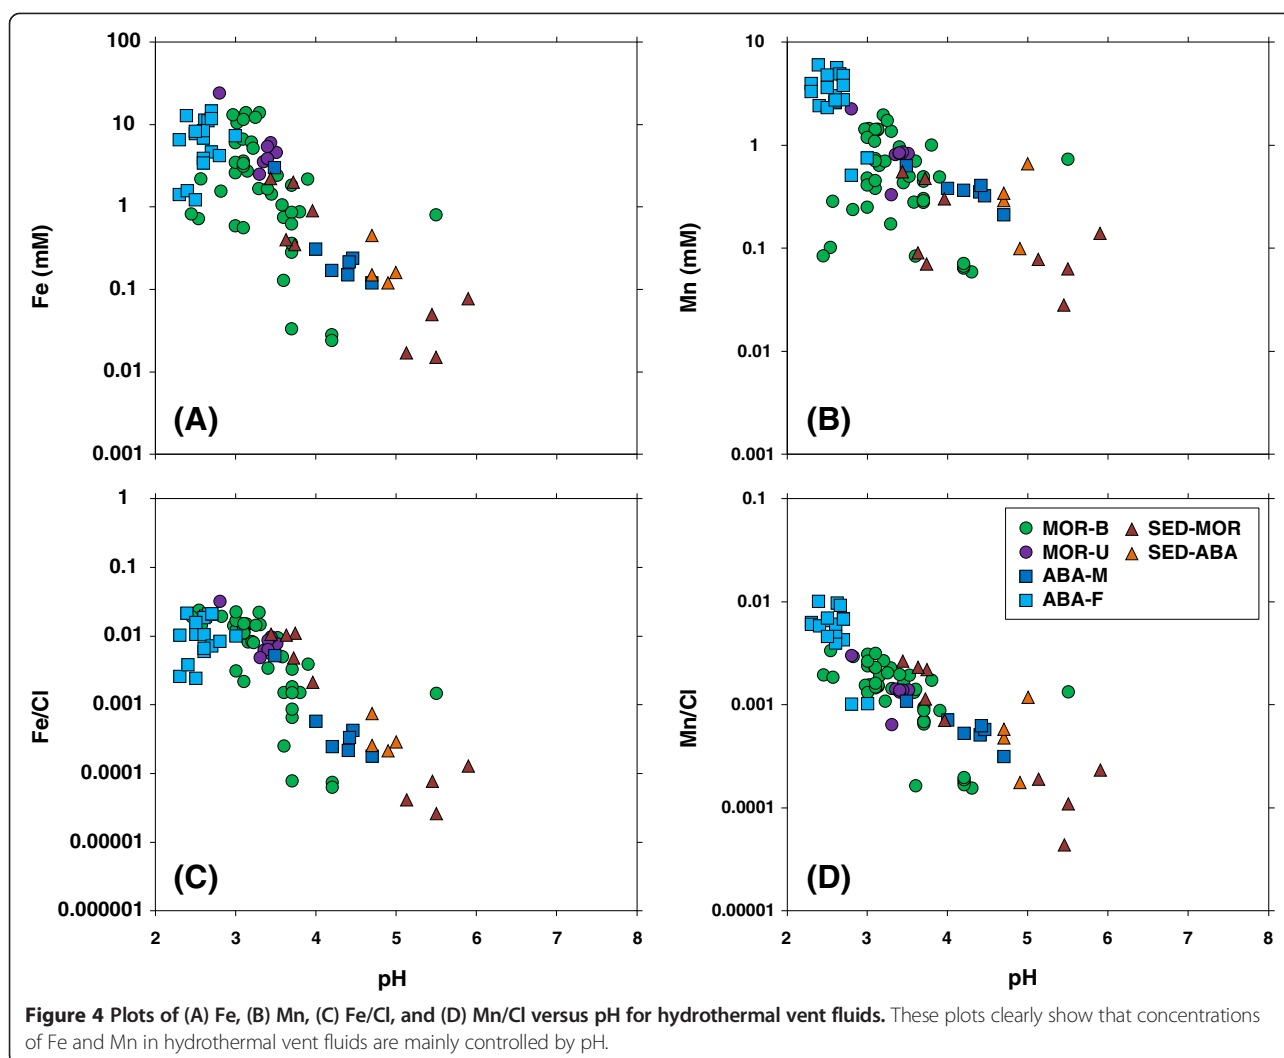 100
10
1
0.1
0.01
0.001
Fe (mM)
(A)
10
1
0.1
0.01
0.001
Mn (mM)
(B)
1
0.1
0.01
0.001
0.0001
0.00001
0.000001
Fe/Cl
(C)
2 3 4 5 6 7 8
pH
0.1
0.01
0.001
0.0001
0.00001
Mn/Cl
(D)
MOR-B SED-MOR
MOR-U SED-ABA
ABA-M
ABA-F
2 3 4 5 6 7 8
pH
Figure 4 Plots of (A) Fe, (B) Mn, (C) Fe/Cl, and (D) Mn/Cl versus pH for hydrothermal vent fluids. These plots clearly show that concentrations
of Fe and Mn in hydrothermal vent fluids are mainly controlled by pH.